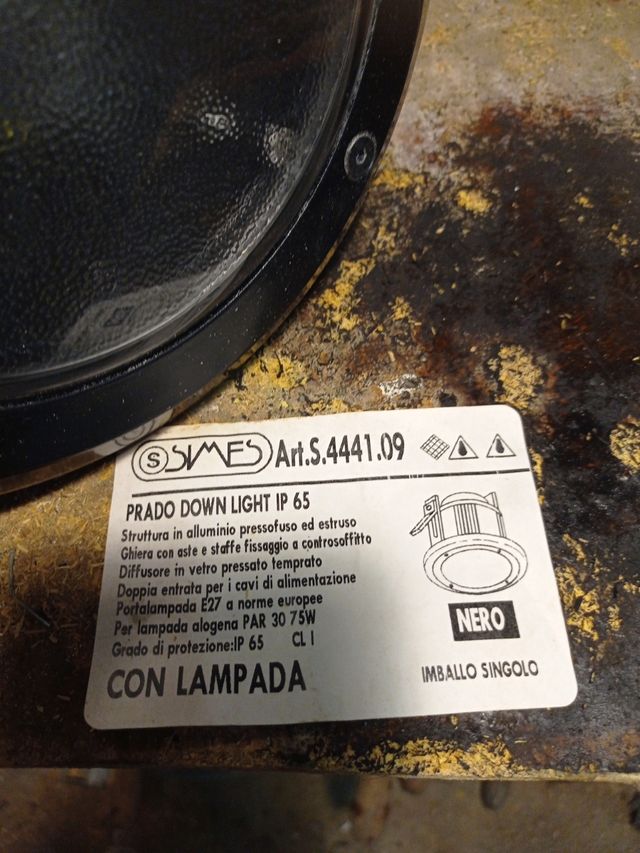 S SIMES Art.S.4441.09
PRADO DOWN LIGHT IP 65
Struttura in alluminio pressofuso ed estruso
Ghiera con aste e staffe fissaggio a controsoffitto
Diffusore in vetro pressato temprato
Doppia entrata per i cavi di alimentazione
Portalampada E27 a norme europee
Per lampada alogena PAR 30 75W
Grado di protezione:IP 65 CL I
CON LAMPADA
NERO
IMBALLO SINGOLO